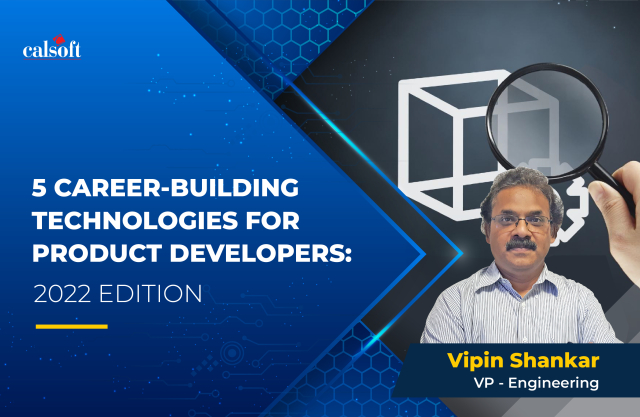 calsoft
5 CAREER-BUILDING
TECHNOLOGIES FOR
PRODUCT DEVELOPERS:
2022 EDITION
Vipin Shankar
VP - Engineering